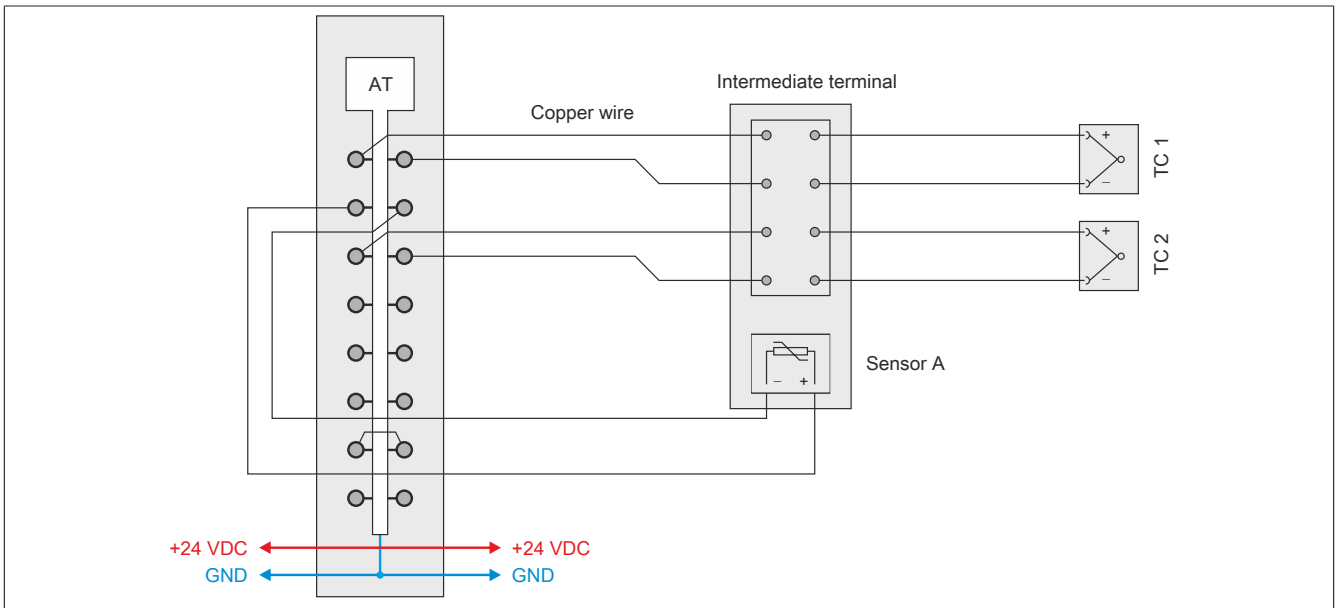 AT
Intermediate terminal
Copper wire
+
−
TC 1
+
−
TC 2
Sensor A
− +
+24 VDC
+24 VDC
GND
GND